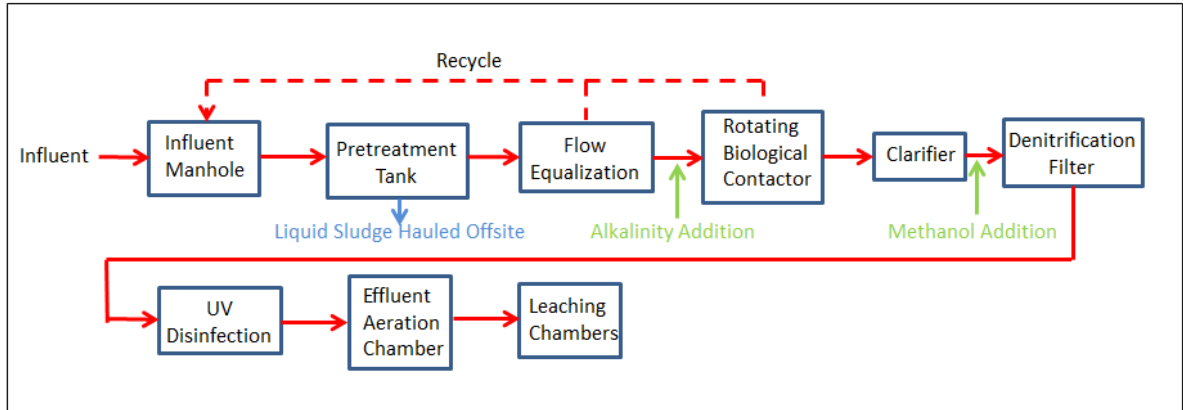 Recycle
Influent
Influent
Manhole
Pretreatment
Tank
Flow
Equalization
Rotating
Biological
Contactor
Clarifier
Denitrification
Filter
Liquid Sludge Hauled Offsite
Alkalinity Addition
Methanol Addition
UV
Disinfection
Effluent
Aeration
Chamber
Leaching
Chambers